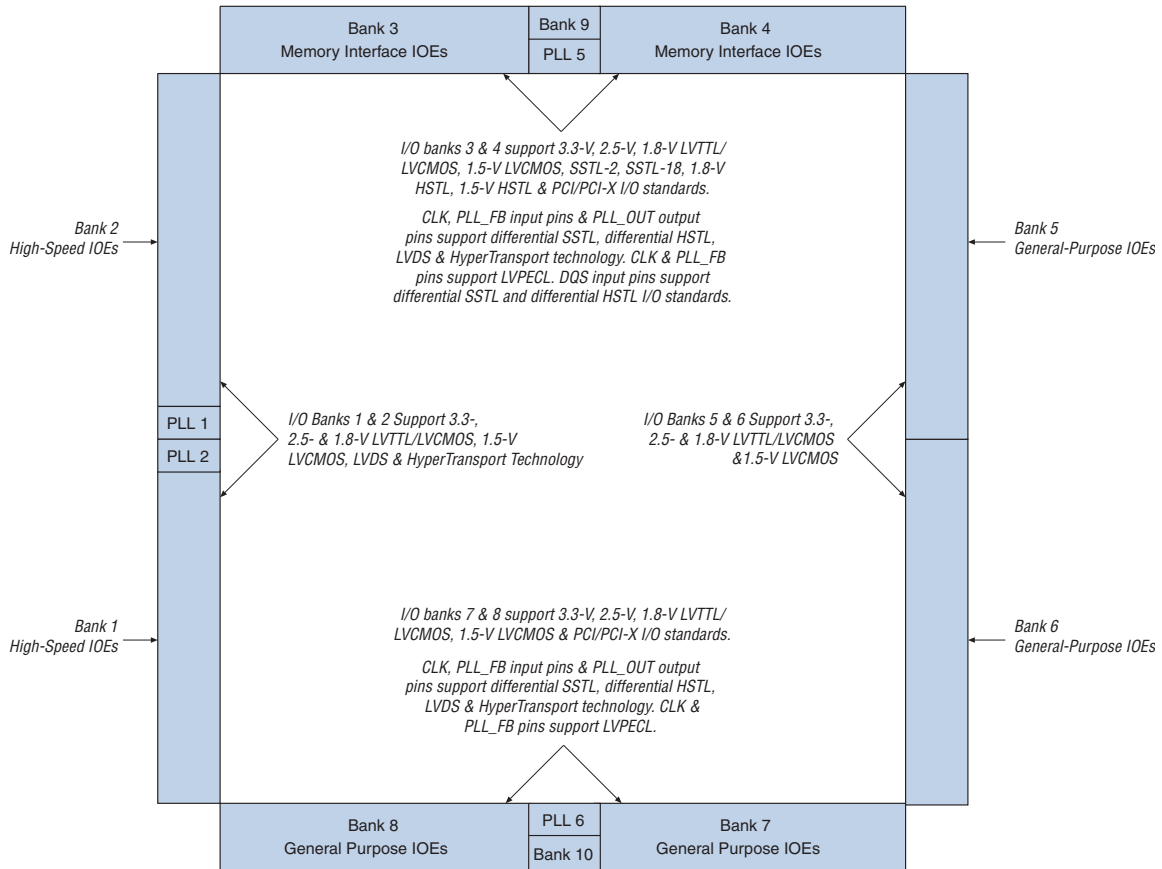 Bank 3
Memory Interface IOEs
Bank 9
PLL 5
Bank 4
Memory Interface IOEs
I/O banks 3 & 4 support 3.3-V, 2.5-V, 1.8-V LVTTL/
LVCMOS, 1.5-V LVCMOS, SSTL-2, SSTL-18, 1.8-V
HSTL, 1.5-V HSTL & PCI/PCI-X I/O standards.
CLK, PLL_FB input pins & PLL_OUT output
pins support differential SSTL, differential HSTL,
LVDS & HyperTransport technology. CLK & PLL_FB
pins support LVPECL. DQS input pins support
differential SSTL and differential HSTL I/O standards.
Bank 2
High-Speed IOEs
Bank 5
General-Purpose IOEs
PLL 1
PLL 2
I/O Banks 1 & 2 Support 3.3-,
2.5- & 1.8-V LVTTL/LVCMOS, 1.5-V
LVCMOS, LVDS & HyperTransport Technology
I/O Banks 5 & 6 Support 3.3-,
2.5- & 1.8-V LVTTL/LVCMOS
&1.5-V LVCMOS
Bank 1
High-Speed IOEs
Bank 6
General-Purpose IOEs
I/O banks 7 & 8 support 3.3-V, 2.5-V, 1.8-V LVTTL/
LVCMOS, 1.5-V LVCMOS & PCI/PCI-X I/O standards.
CLK, PLL_FB input pins & PLL_OUT output
pins support differential SSTL, differential HSTL,
LVDS & HyperTransport technology. CLK &
PLL_FB pins support LVPECL.
Bank 8
General Purpose IOEs
PLL 6
Bank 10
Bank 7
General Purpose IOEs